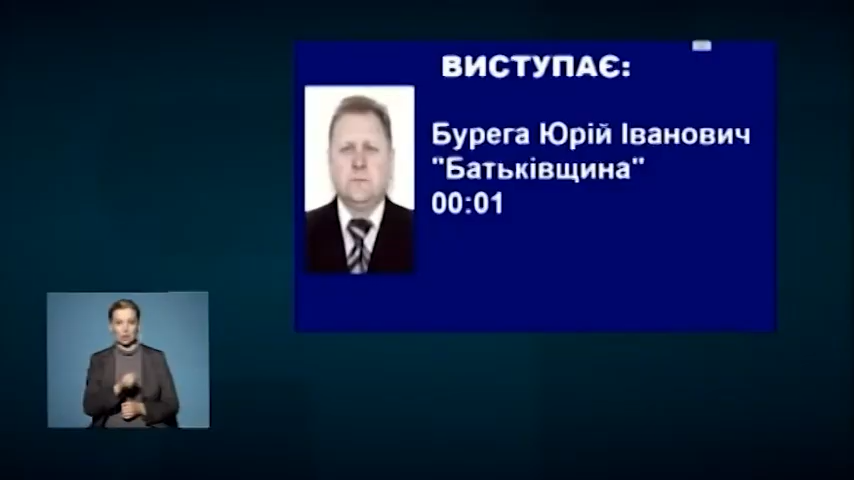 ВИСТУПАЄ:
Бурега Юрій Іванович
"Батьківщина"
00:01